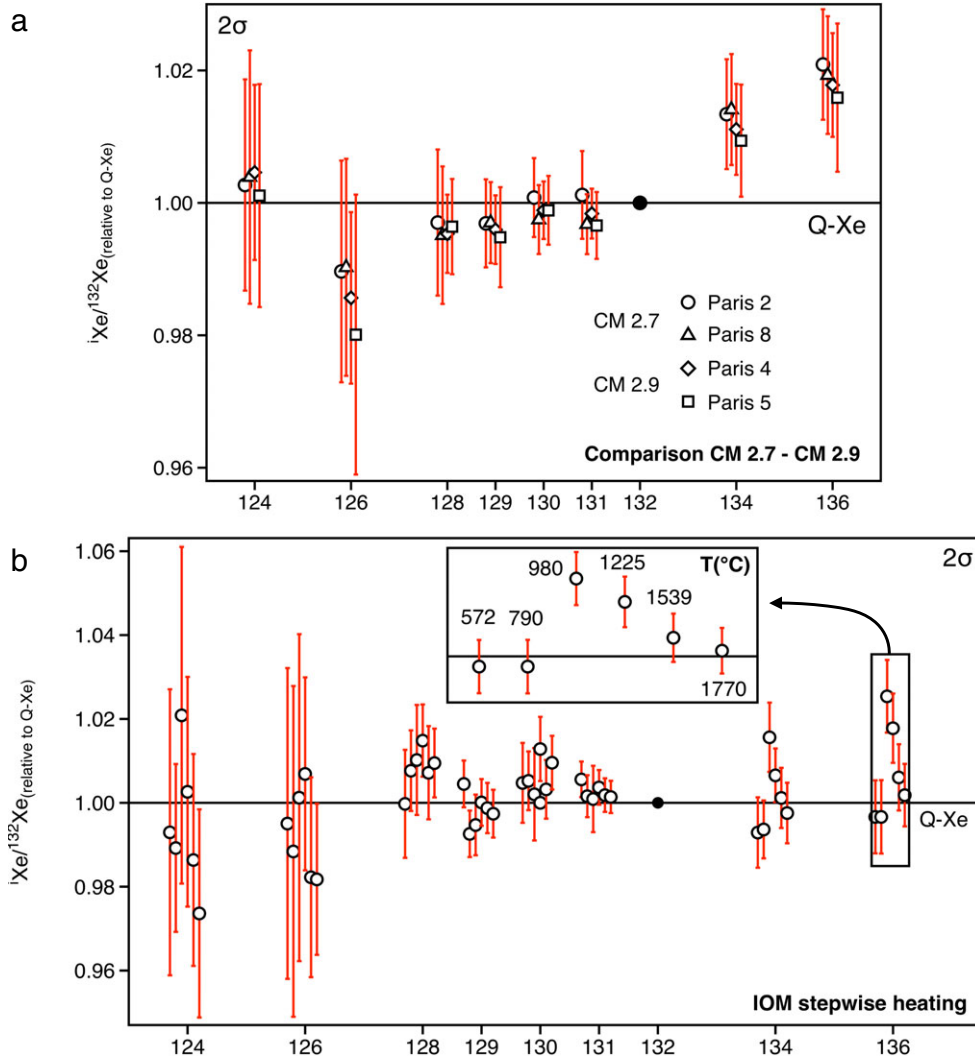 a
2σ
1.02
1.00
0.98
0.96
ⁱXe/¹³²Xe(relative to Q-Xe)
Q-Xe
CM 2.7
Paris 2
Paris 8
CM 2.9
Paris 4
Paris 5
Comparison CM 2.7 - CM 2.9
124 126 128 129 130 131 132 134 136
b
2σ
1.06
1.04
1.02
1.00
0.98
0.96
ⁱXe/¹³²Xe(relative to Q-Xe)
T(°C)
572 790 980 1225 1539 1770
Q-Xe
IOM stepwise heating
124 126 128 129 130 131 132 134 136